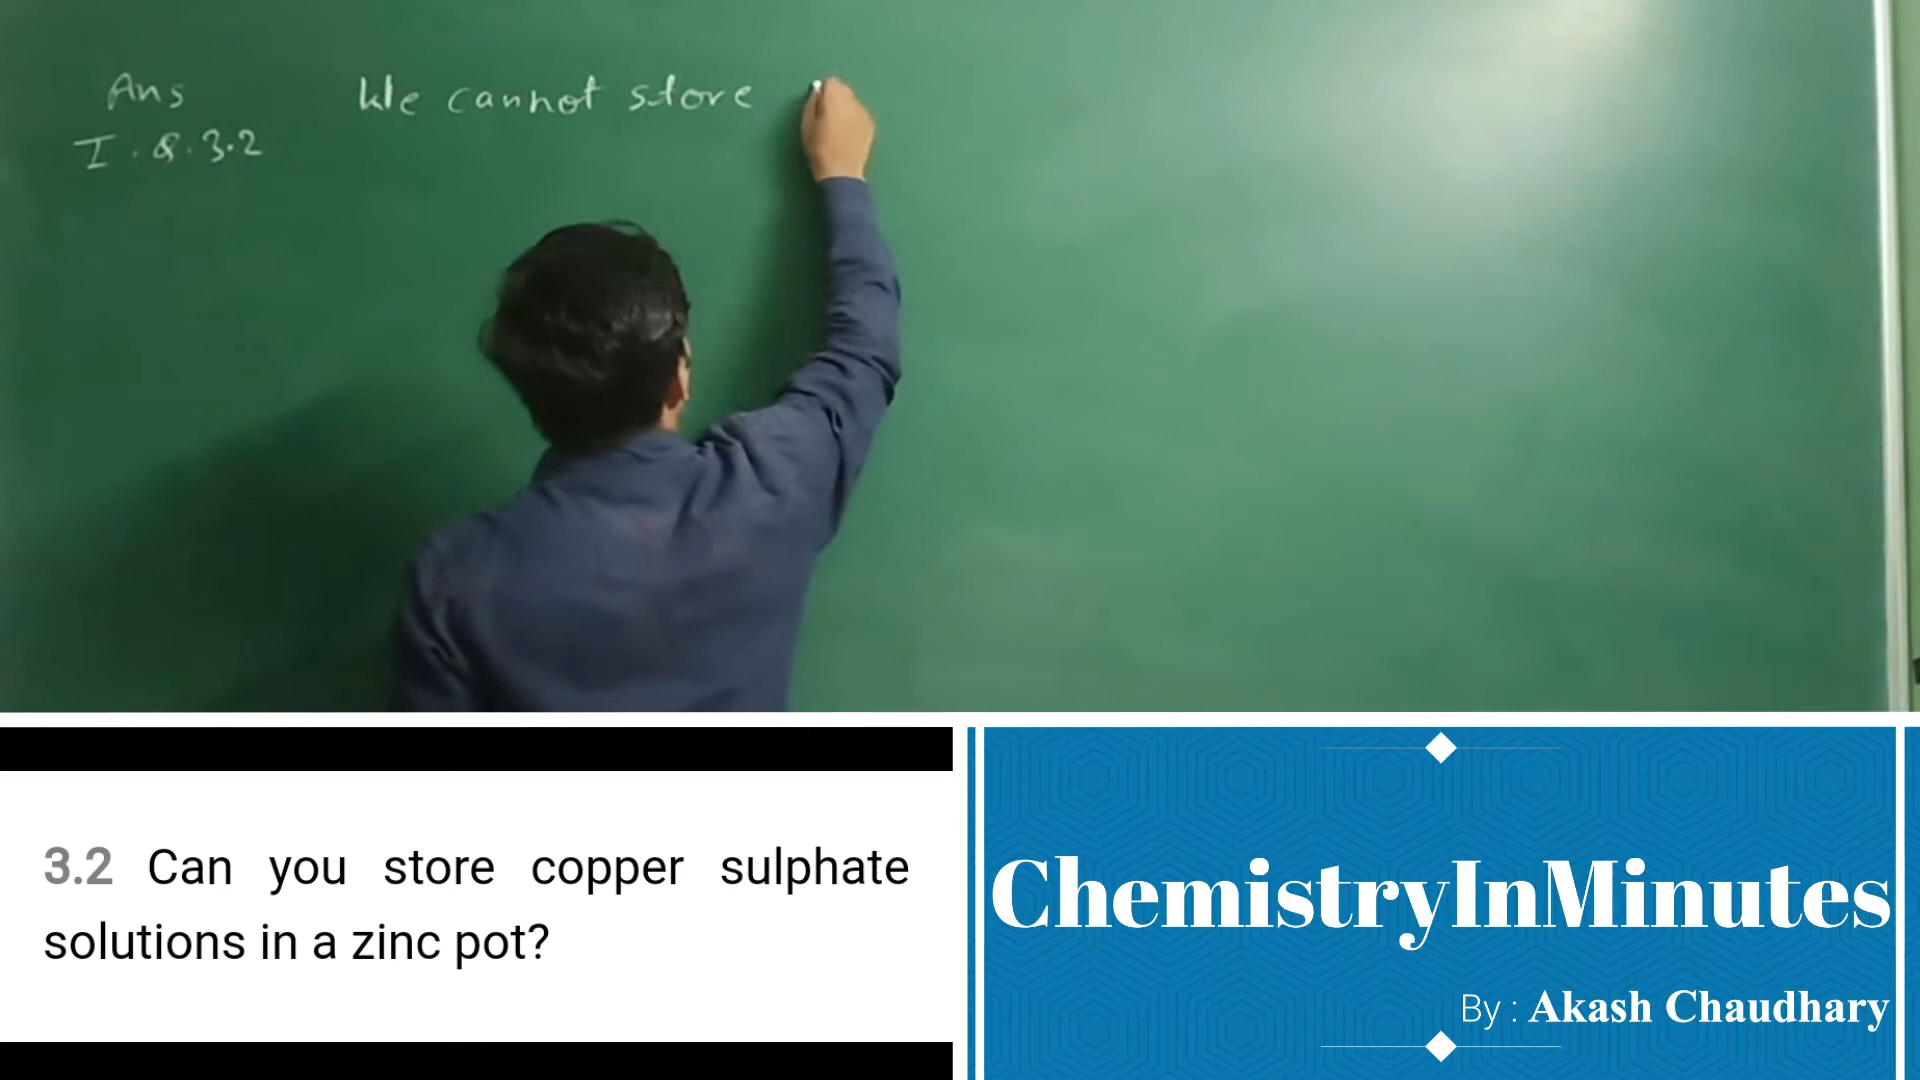 Ans
I.Q.3.2
We cannot store
3.2 Can you store copper sulphate
solutions in a zinc pot?
ChemistryInMinutes
By : Akash Chaudhary